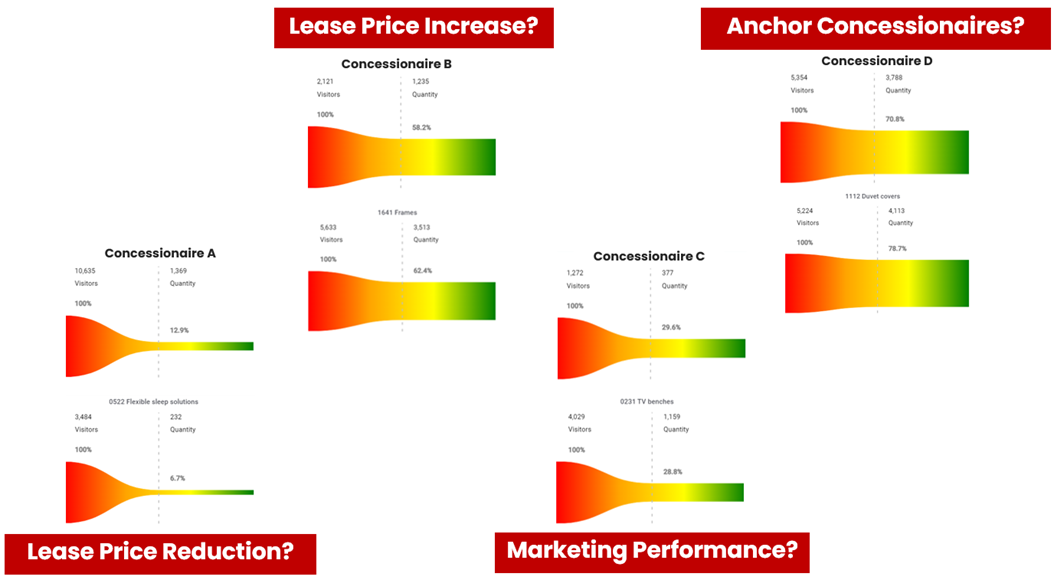 Lease Price Increase?
Anchor Concessionaires?
Concessionaire B
2,121 1,235
Visitors Quantity
100%
58.2%
1641 Frames
5,633 3,513
Visitors Quantity
100%
62.4%
Concessionaire D
5,354 3,788
Visitors Quantity
100%
70.8%
1112 Duvet covers
5,224 4,113
Visitors Quantity
100%
78.7%
Concessionaire A
10,635 1,369
Visitors Quantity
100%
12.9%
0522 Flexible sleep solutions
3,484 232
Visitors Quantity
100%
6.7%
Lease Price Reduction?
Concessionaire C
1,272 377
Visitors Quantity
100%
29.6%
0231 TV benches
4,029 1,159
Visitors Quantity
100%
28.8%
Marketing Performance?